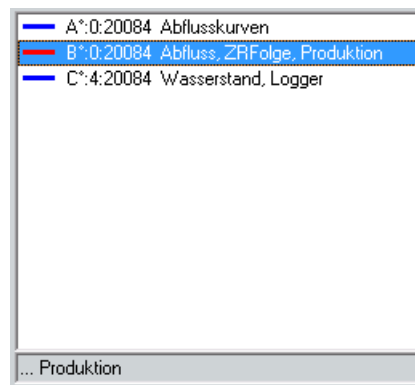 A*:0:20084 Abflusskurven
B*:0:20084 Abfluss, ZRFolge, Produktion
C*:4:20084 Wasserstand, Logger
... Produktion